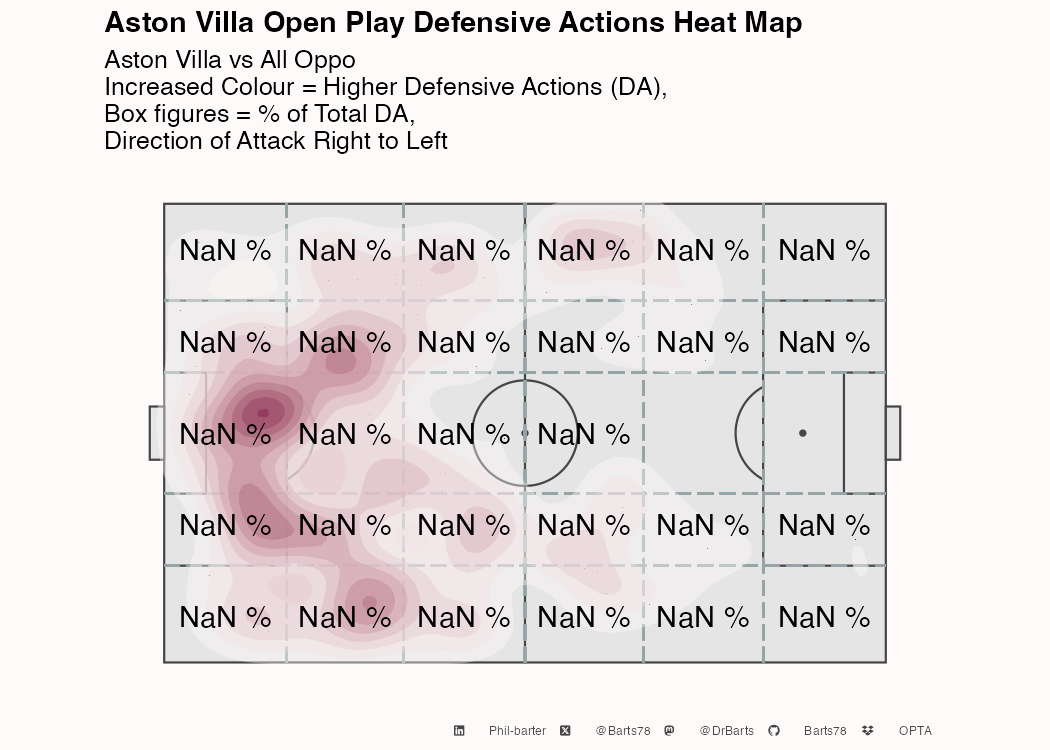 Aston Villa Open Play Defensive Actions Heat Map
Aston Villa vs All Oppo
Increased Colour = Higher Defensive Actions (DA),
Box figures = % of Total DA,
Direction of Attack Right to Left
NaN % NaN % NaN % NaN % NaN % NaN %
NaN % NaN % NaN % NaN % NaN % NaN %
NaN % NaN % NaN % NaN %
NaN % NaN % NaN % NaN % NaN % NaN %
NaN % NaN % NaN % NaN % NaN % NaN %
Phil-barter @Barts78 @DrBarts Barts78 OPTA